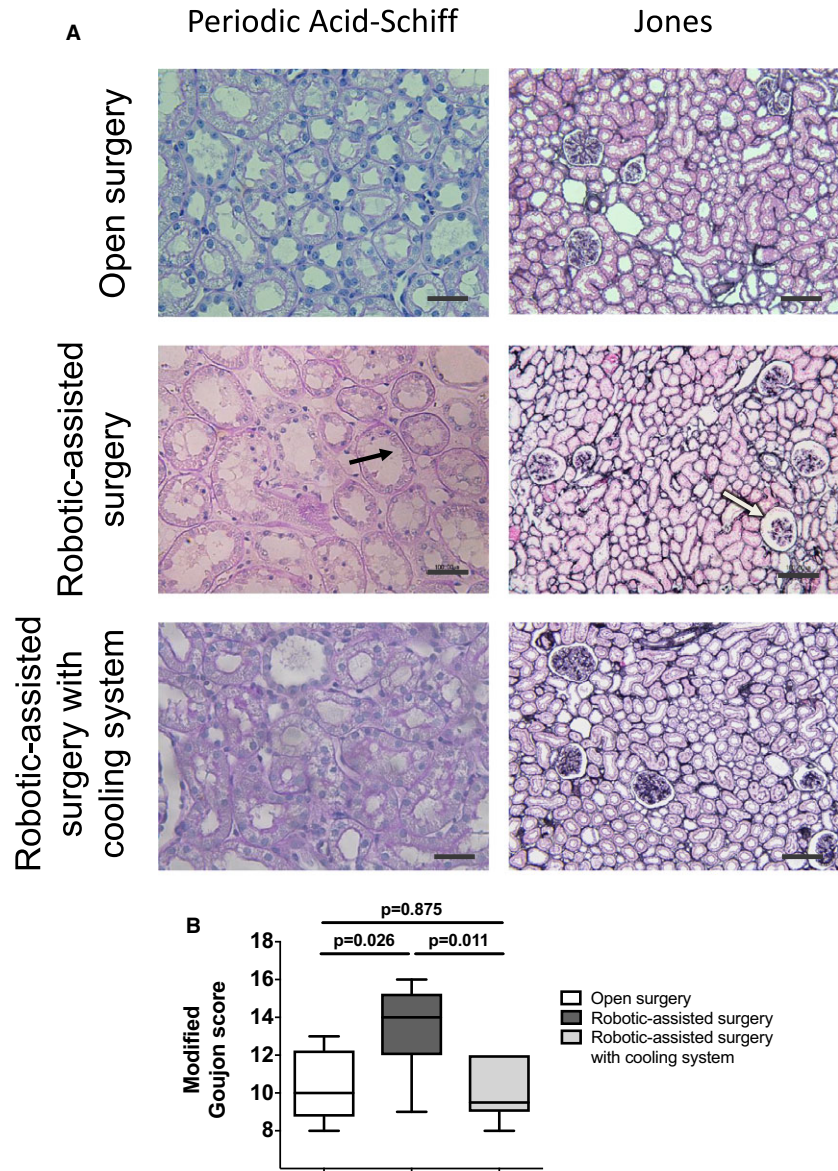 A
Periodic Acid-Schiff
Jones
Open surgery
Robotic-assisted
surgery
Robotic-assisted
surgery with
cooling system
B
p=0.875
p=0.026
p=0.011
18
16
14
12
10
8
Modified
Goujon score
Open surgery
Robotic-assisted surgery
Robotic-assisted surgery
with cooling system